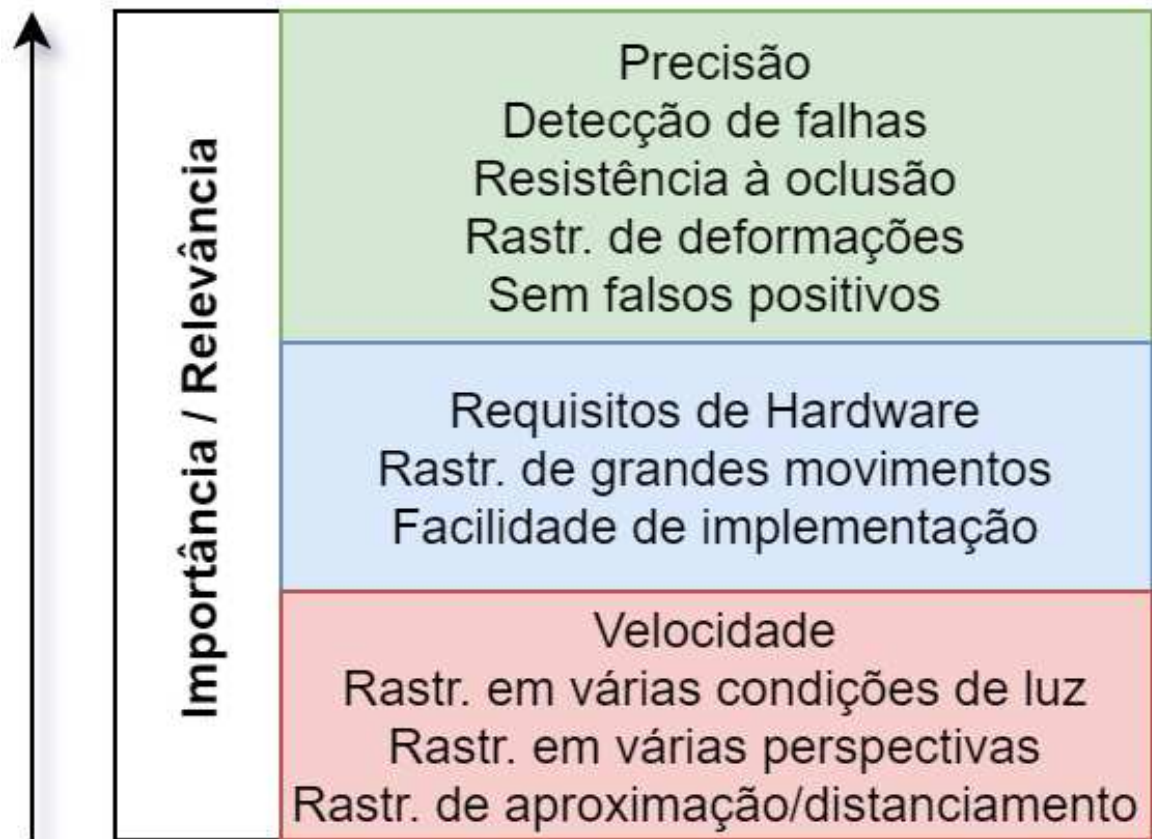 Importância / Relevância
Precisão
Detecção de falhas
Resistência à oclusão
Rastr. de deformações
Sem falsos positivos
Requisitos de Hardware
Rastr. de grandes movimentos
Facilidade de implementação
Velocidade
Rastr. em várias condições de luz
Rastr. em várias perspectivas
Rastr. de aproximação/distanciamento